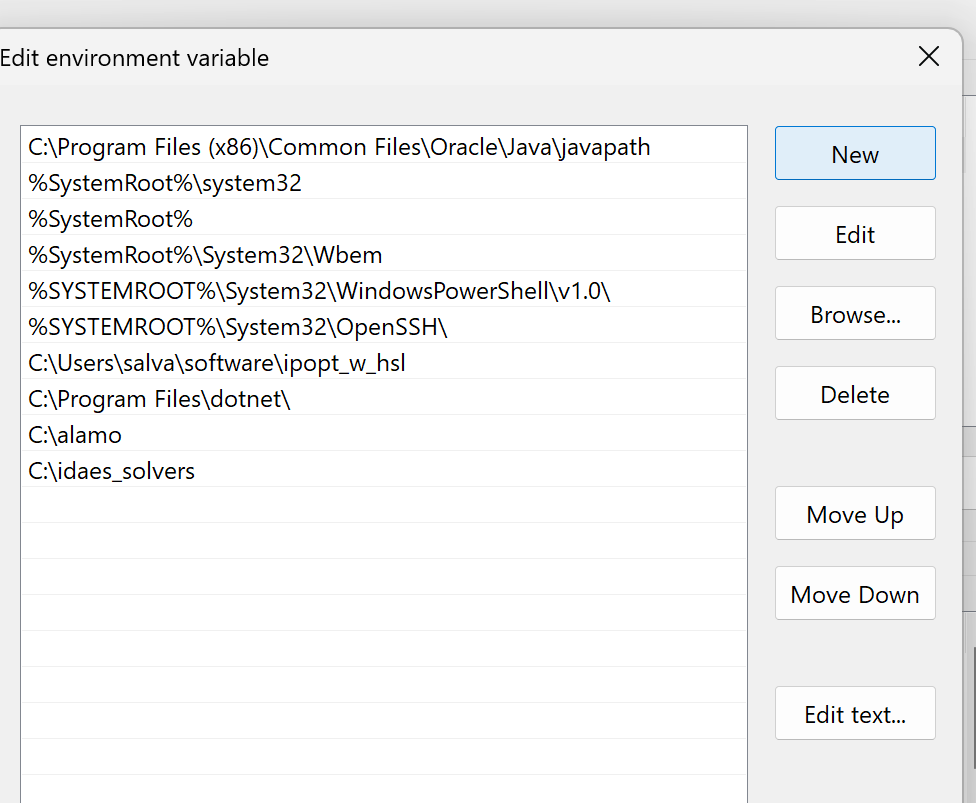 Edit environment variable
C:\Program Files (x86)\Common Files\Oracle\Java\javapath
%SystemRoot%\system32
%SystemRoot%
%SystemRoot%\System32\Wbem
%SYSTEMROOT%\System32\WindowsPowerShell\v1.0\
%SYSTEMROOT%\System32\OpenSSH\
C:\Users\salva\software\ipopt_w_hsl
C:\Program Files\dotnet\
C:\alamo
C:\idaes_solvers
New
Edit
Browse...
Delete
Move Up
Move Down
Edit text...